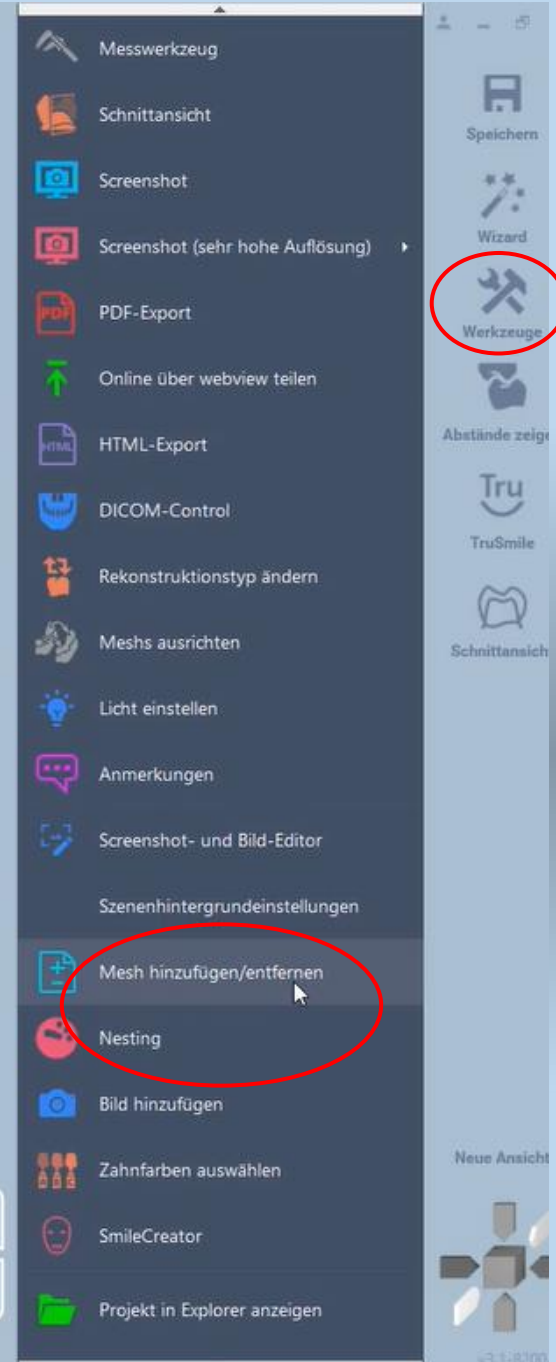 Messwerkzeug
Schnittansicht
Screenshot
Screenshot (sehr hohe Auflösung)
PDF-Export
Online über webview teilen
HTML-Export
DICOM-Control
Rekonstruktionstyp ändern
Meshs ausrichten
Licht einstellen
Anmerkungen
Screenshot- und Bild-Editor
Szenenhintergrundeinstellungen
Mesh hinzufügen/entfernen
Nesting
Bild hinzufügen
Zahnfarben auswählen
SmileCreator
Projekt in Explorer anzeigen
PDF
HTML
A B C
Speichern
Wizard
Werkzeuge
Abstände zeige
Tru
TruSmile
Schnittansich
Neue Ansicht